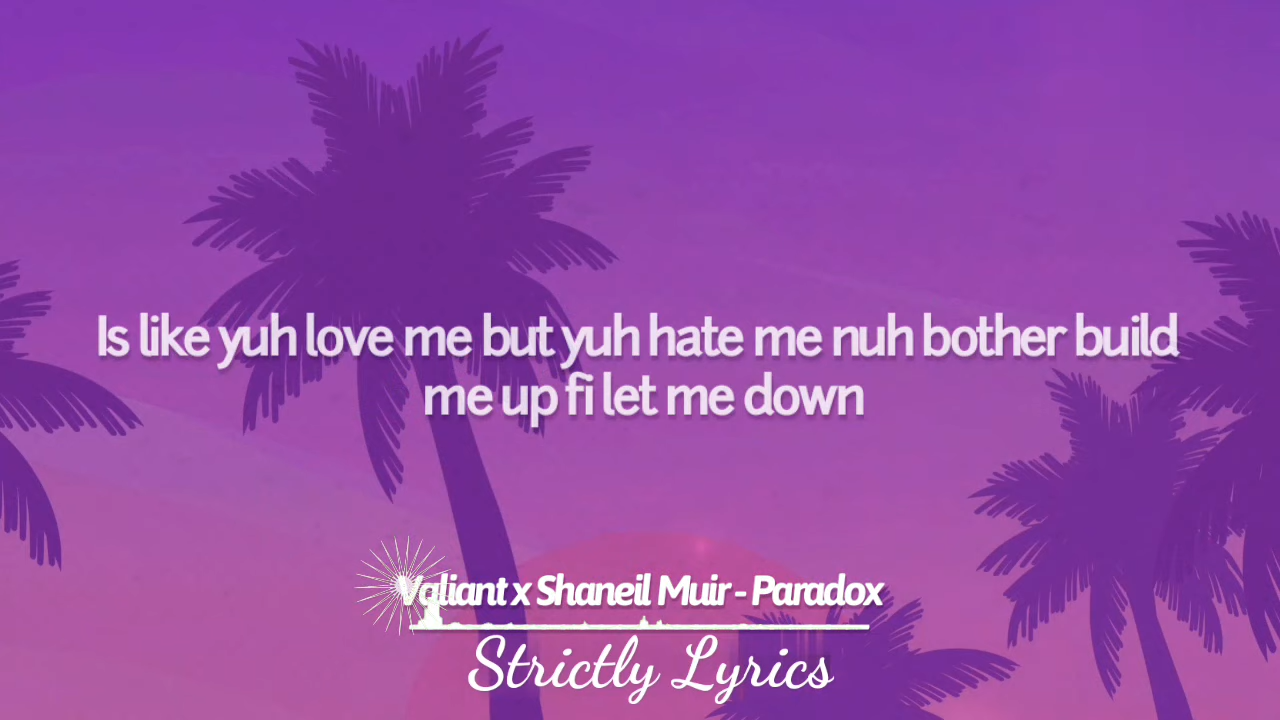 Is like yuh love me but yuh hate me nuh bother build
me up fi let me down
Valiant x Shaneil Muir - Paradox
Strictly Lyrics